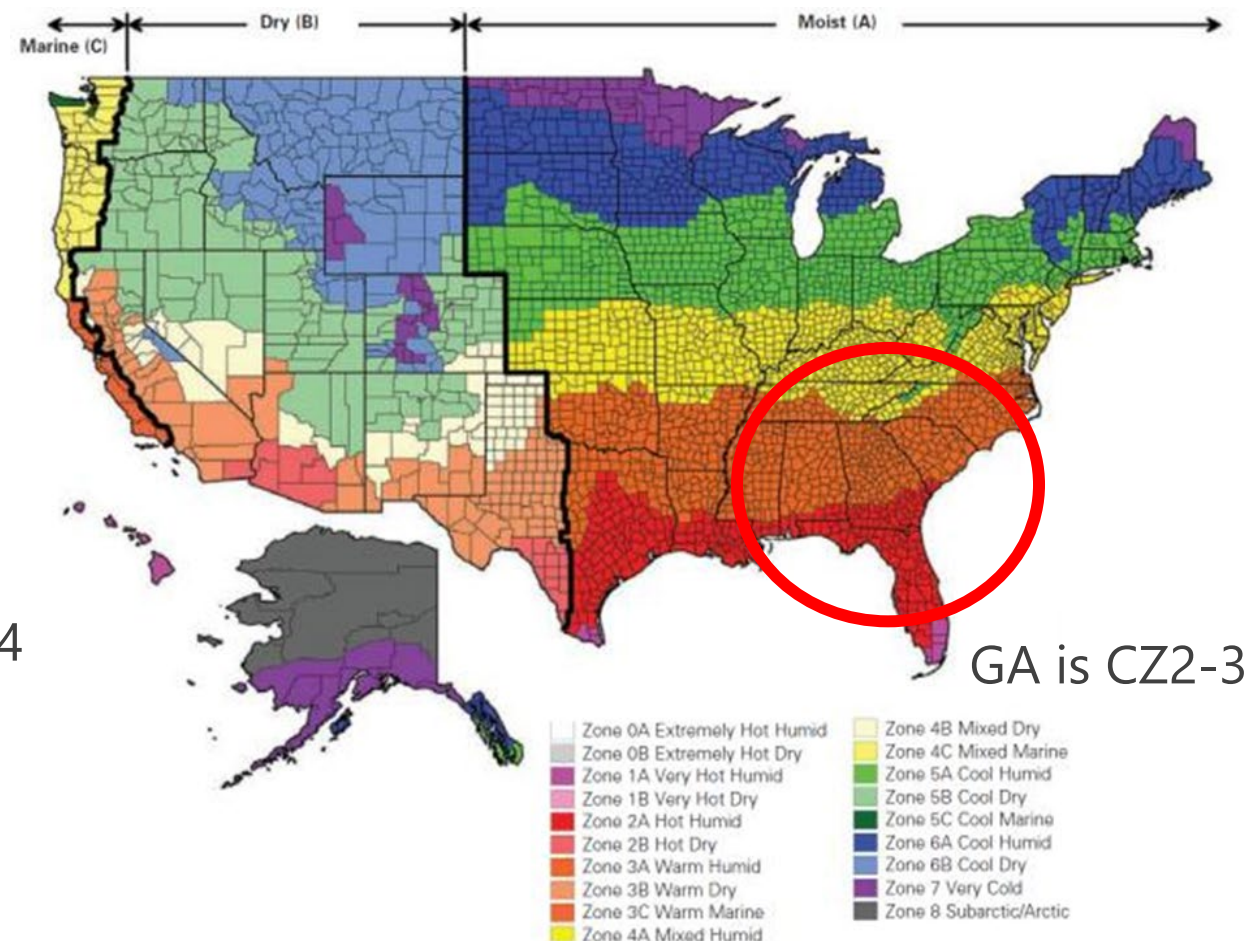 Dry (B)
Moist (A)
Marine (C)
4
GA is CZ2-3
Zone 0A Extremely Hot Humid
Zone 0B Extremely Hot Dry
Zone 1A Very Hot Humid
Zone 1B Very Hot Dry
Zone 2A Hot Humid
Zone 2B Hot Dry
Zone 3A Warm Humid
Zone 3B Warm Dry
Zone 3C Warm Marine
Zone 4A Mixed Humid
Zone 4B Mixed Dry
Zone 4C Mixed Marine
Zone 5A Cool Humid
Zone 5B Cool Dry
Zone 5C Cool Marine
Zone 6A Cool Humid
Zone 6B Cool Dry
Zone 7 Very Cold
Zone 8 Subarctic/Arctic